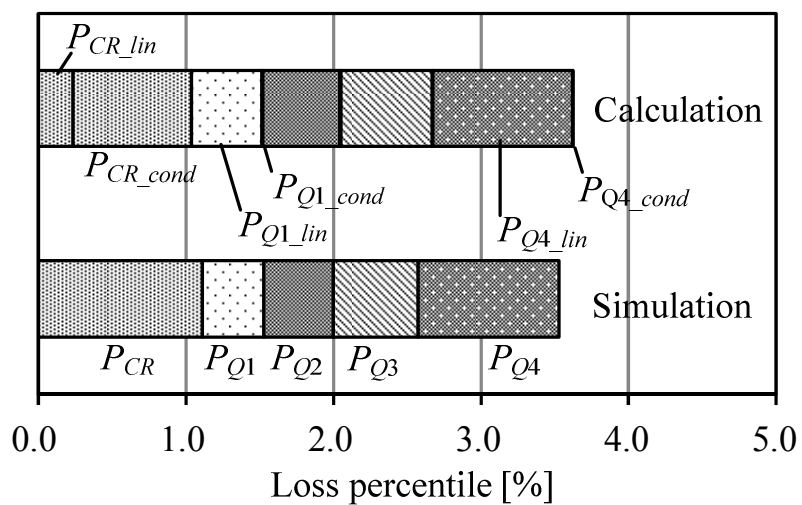 P_CR_lin
Calculation
P_CR_cond
P_Q1_cond
P_Q4_cond
P_Q1_lin
P_Q4_lin
Simulation
P_CR P_Q1 P_Q2 P_Q3 P_Q4
0.0 1.0 2.0 3.0 4.0 5.0
Loss percentile [%]